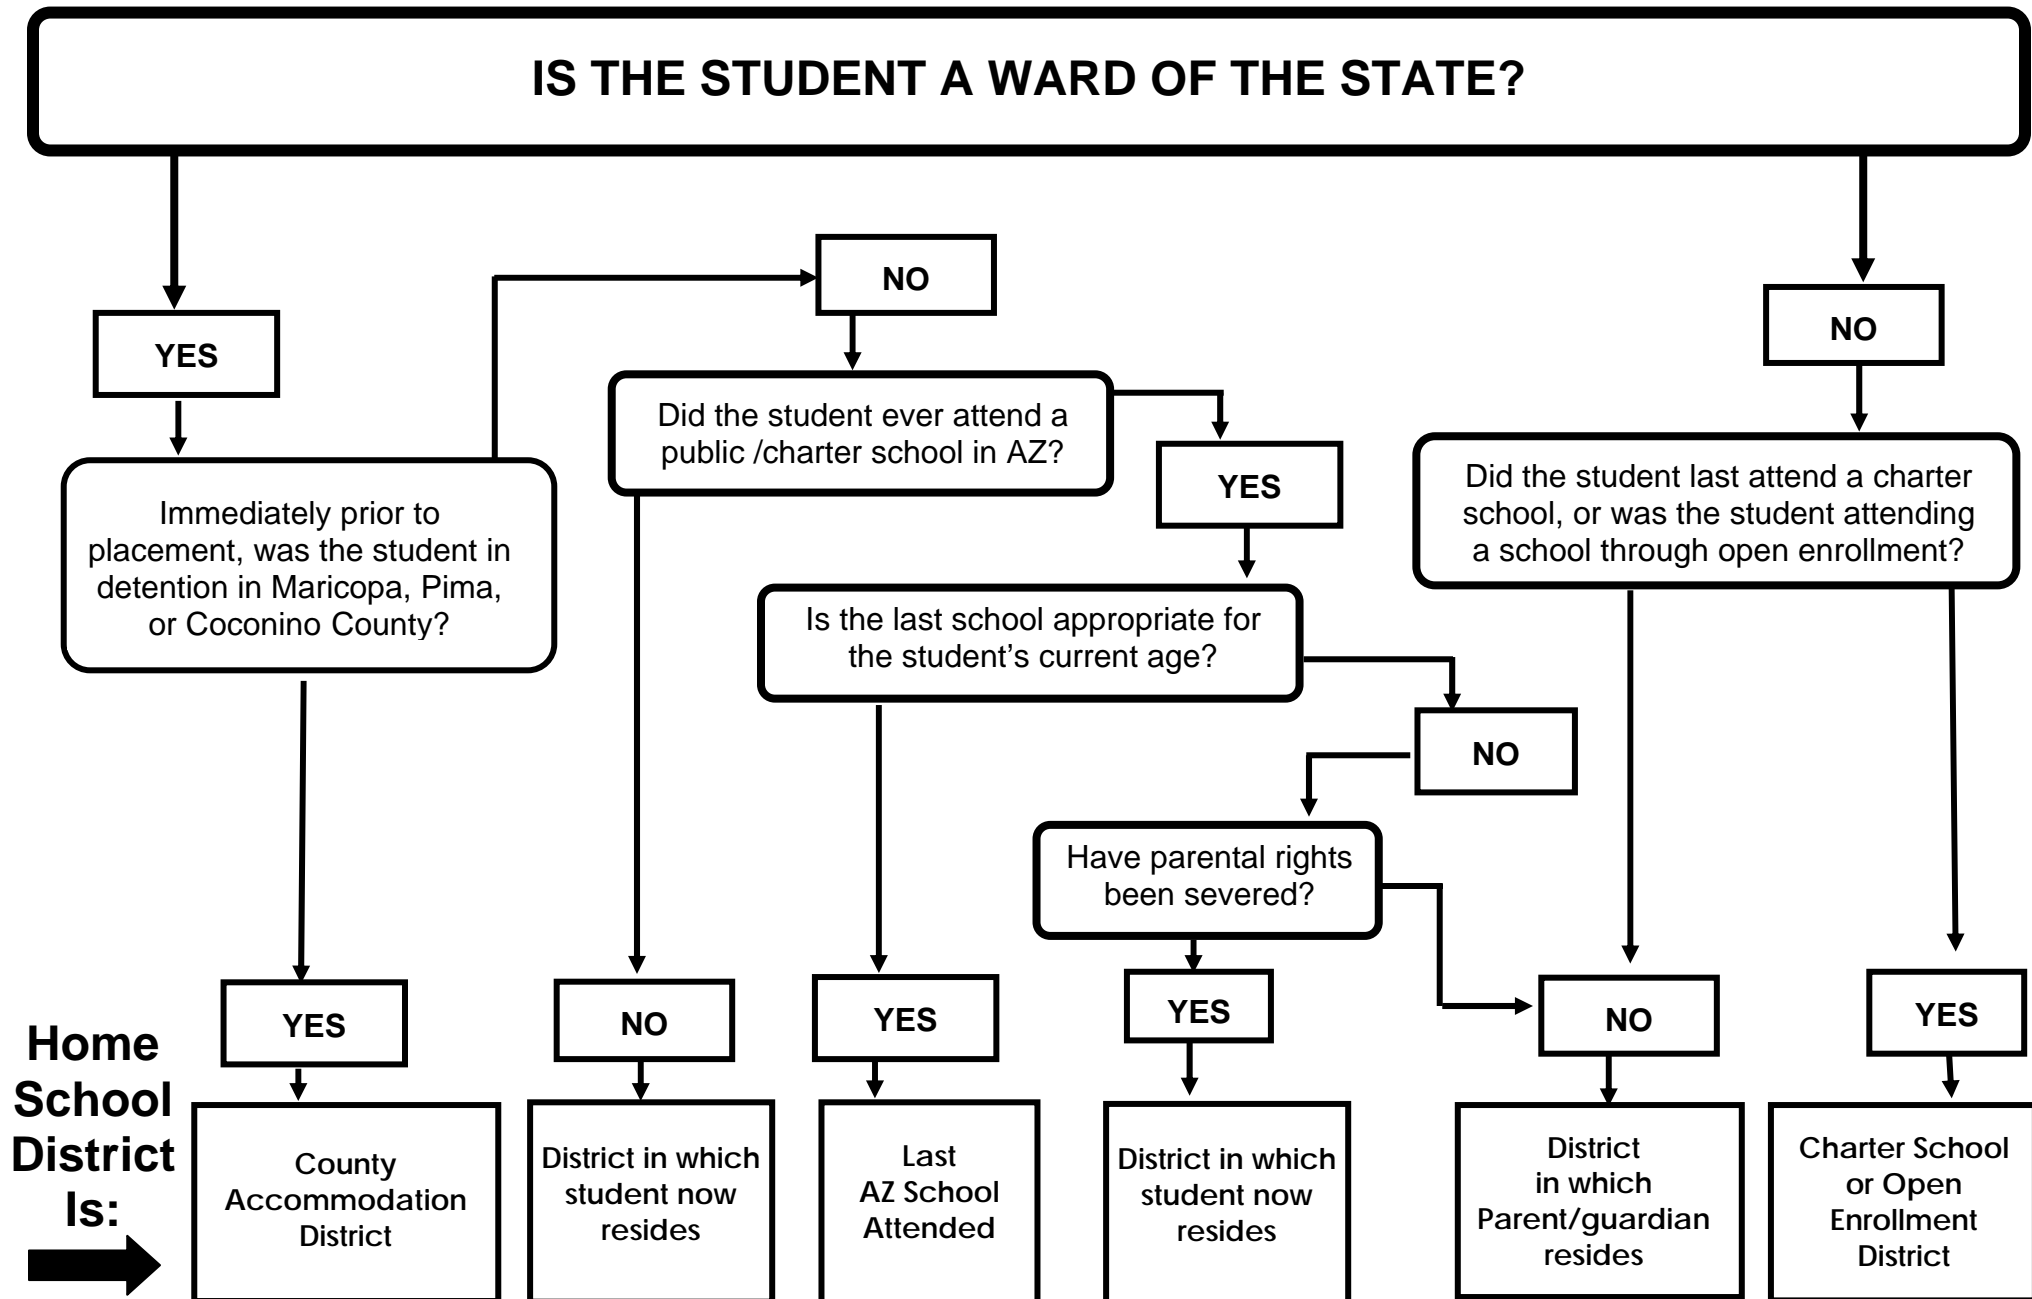 IS THE STUDENT A WARD OF THE STATE?
NO
YES
NO
Did the student ever attend a
public /charter school in AZ?
YES
Did the student last attend a charter
school, or was the student attending
a school through open enrollment?
Immediately prior to
placement, was the student in
detention in Maricopa, Pima,
or Coconino County?
Is the last school appropriate for
the student’s current age?
NO
Have parental rights
been severed?
YES
NO
YES
YES
NO
YES
Home
School
District
Is:
County
Accommodation
District
District in which
student now
resides
Last
AZ School
Attended
District in which
student now
resides
District
in which
Parent/guardian
resides
Charter School
or Open
Enrollment
District